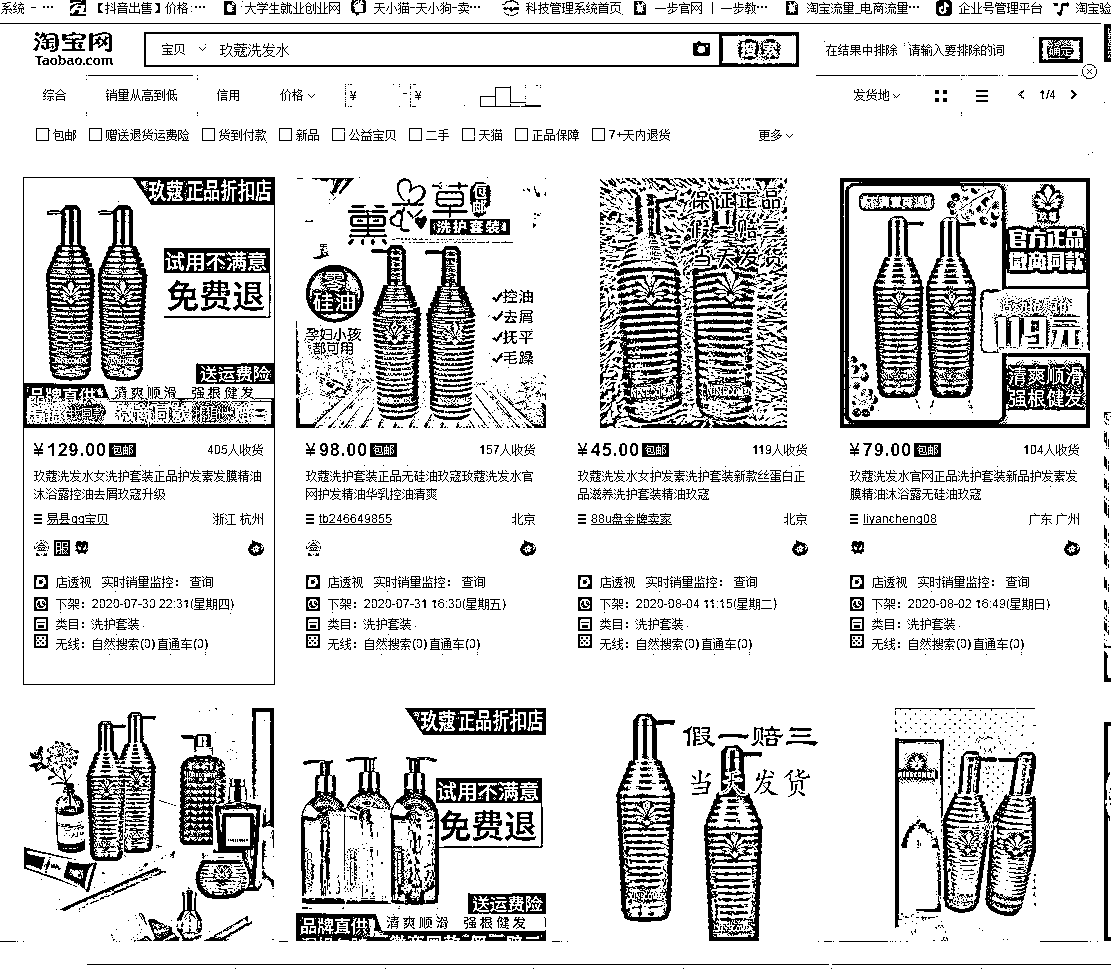 系统 - ···
【抖音出售】价格···
大学生就业创业网
天小猫-天小狗-卖···
科技管理系统首页
一步官网 | 一步教···
淘宝流量_电商流量···
企业号管理平台
淘宝验
淘宝网
Taobao.com
宝贝
玖蔻洗发水
搜索
在结果中排除
请输入要排除的词
确定
综合
销量从高到低
信用
价格
¥ - ¥
发货地
1/4
包邮
赠送退货运费险
货到付款
新品
公益宝贝
二手
天猫
正品保障
7+天内退货
更多
玖蔻正品折扣店
试用不满意
免费退
送运费险
品牌直供
清爽顺滑 强根健发
薰衣草
洗护套装
零
硅油
孕妇小孩
都可用
控油
去屑
抚平
毛躁
保证正品
假一赔三
当天发货
官方正品
微商同款
119元
清爽顺滑
强根健发
¥129.00 包邮 405人收货
玖蔻洗发水女洗护套装正品护发素发膜精油
沐浴露控油去屑玖寇升级
易县qq宝贝 浙江 杭州
店透视 实时销量监控： 查询
下架：2020-07-30 22:31(星期四)
类目：洗护套装
无线：自然搜索(0)直通车(0)
¥98.00 包邮 157人收货
玖蔻洗护套装正品无硅油玖寇玫蔻洗发水官
网护发精油华乳控油清爽
tb246649855 北京
店透视 实时销量监控： 查询
下架：2020-07-31 16:30(星期五)
类目：洗护套装
无线：自然搜索(0)直通车(0)
¥45.00 包邮 119人收货
玖蔻洗发水女护发素洗护套装新款丝蛋白正
品滋养洗护套装精油玖寇
88u盘金牌卖家 北京
店透视 实时销量监控： 查询
下架：2020-08-04 11:15(星期二)
类目：洗护套装
无线：自然搜索(0)直通车(0)
¥79.00 包邮 104人收货
玖蔻洗发水官网正品洗护套装新品护发素发
膜精油沐浴露无硅油玖寇
liyancheng08 广东 广州
店透视 实时销量监控： 查询
下架：2020-08-02 16:49(星期日)
类目：洗护套装
无线：自然搜索(0)直通车(0)
玖蔻正品折扣店
试用不满意
免费退
送运费险
品牌直供
清爽顺滑 强根健发
假一赔三
当天发货